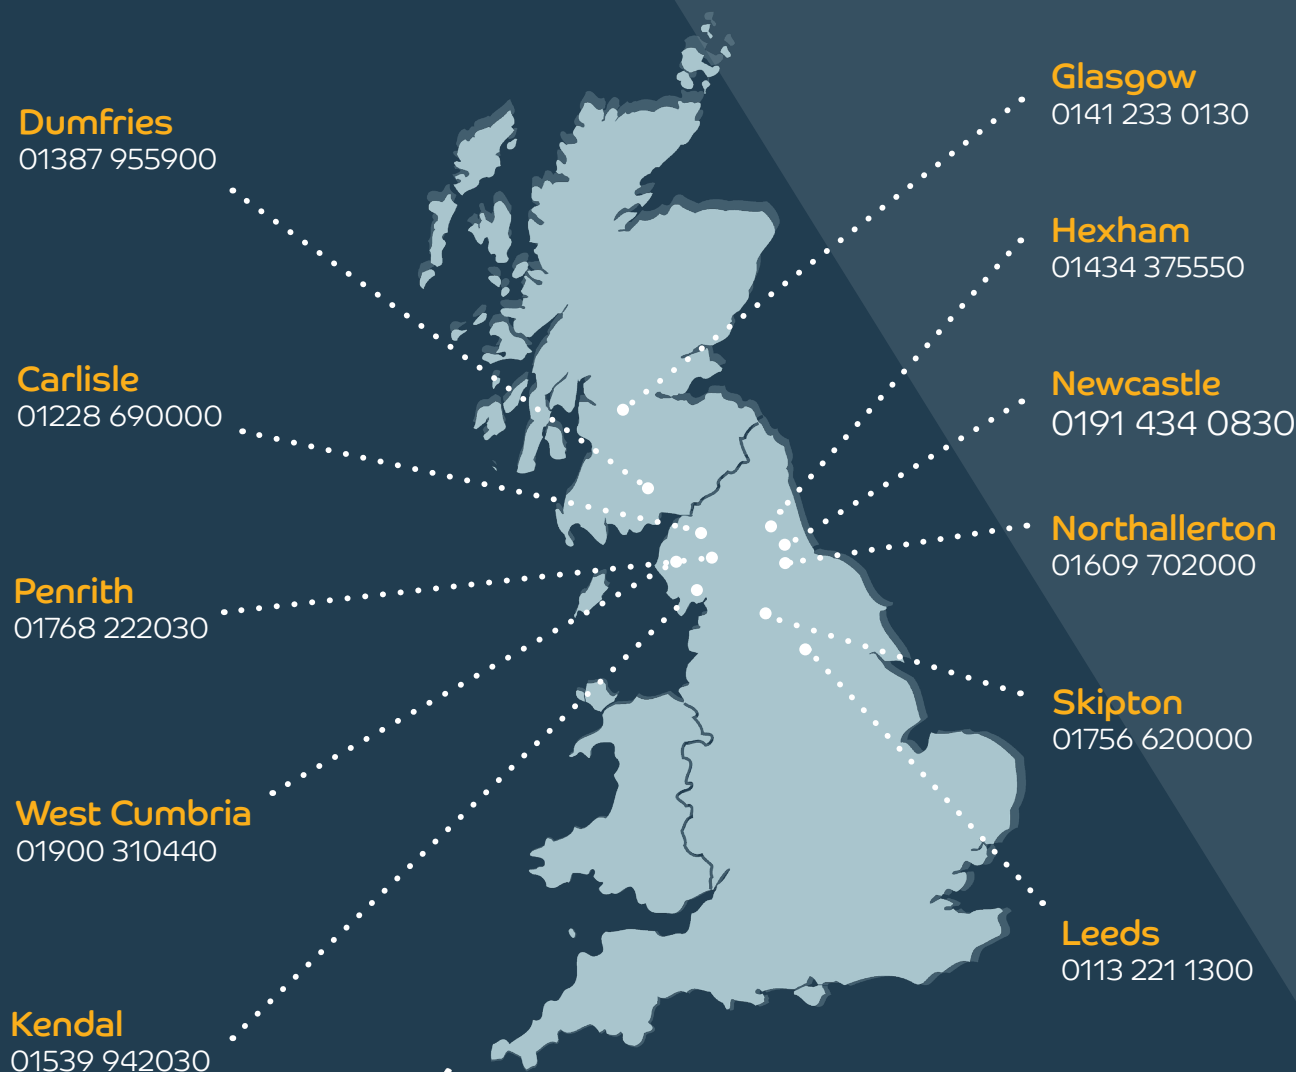 Dumfries
01387 955900
Carlisle
01228 690000
Penrith
01768 222030
West Cumbria
01900 310440
Kendal
01539 942030
Glasgow
0141 233 0130
Hexham
01434 375550
Newcastle
0191 434 0830
Northallerton
01609 702000
Skipton
01756 620000
Leeds
0113 221 1300